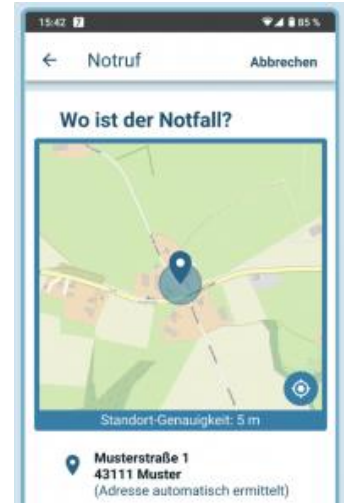 15:42 7 85 %
Notruf Abbrechen
Wo ist der Notfall?
Standort-Genauigkeit: 5 m
Musterstraße 1
43111 Muster
(Adresse automatisch ermittelt)